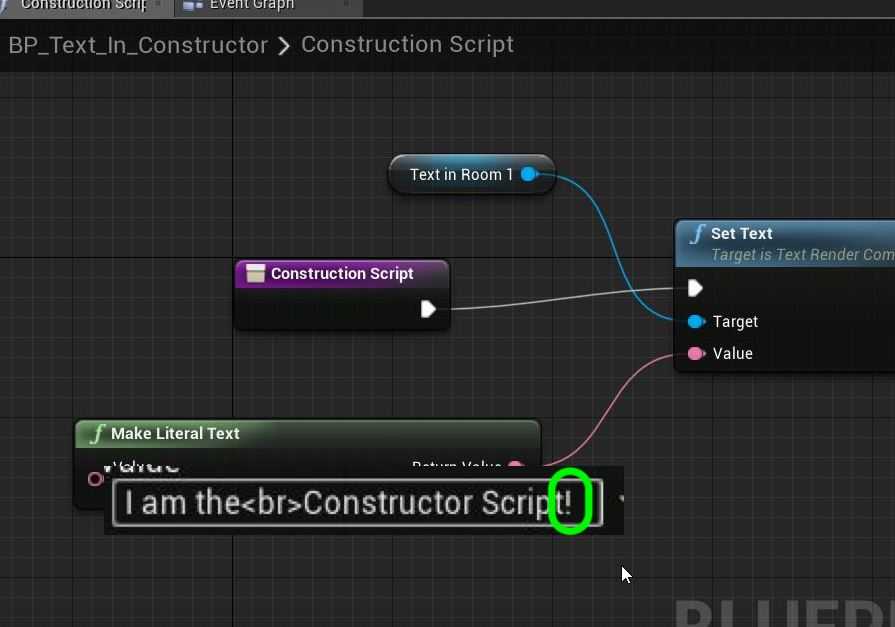 Construction Scrip
Event Graph
BP_Text_In_Constructor > Construction Script
Text in Room 1
f Set Text
Target is Text Render Com
Construction Script
Target
Value
f Make Literal Text
Value
Return Value
I am the<br>Constructor Script!